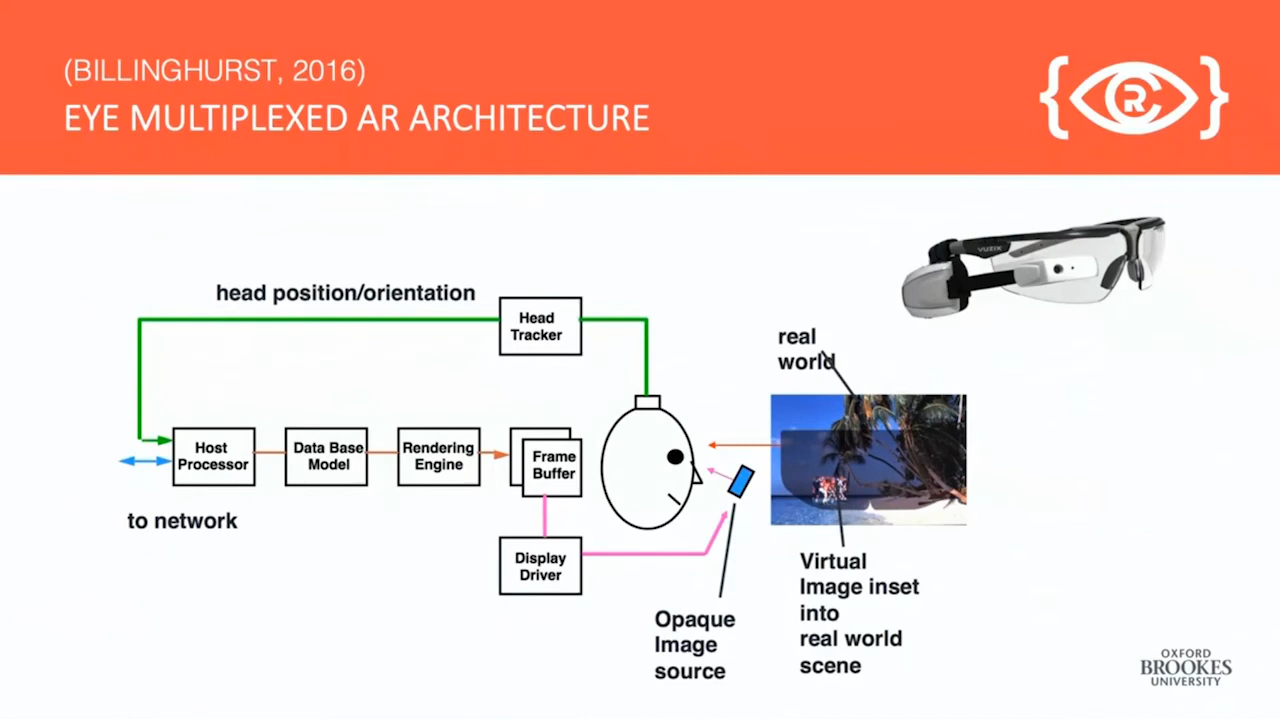 (BILLINGHURST, 2016)
EYE MULTIPLEXED AR ARCHITECTURE
{ RC }
VUZIX
head position/orientation
Head
Tracker
real
world
Host
Processor
Data Base
Model
Rendering
Engine
Frame
Buffer
to network
Display
Driver
Opaque
Image
source
Virtual
Image inset
into
real world
scene
OXFORD
BROOKES
UNIVERSITY